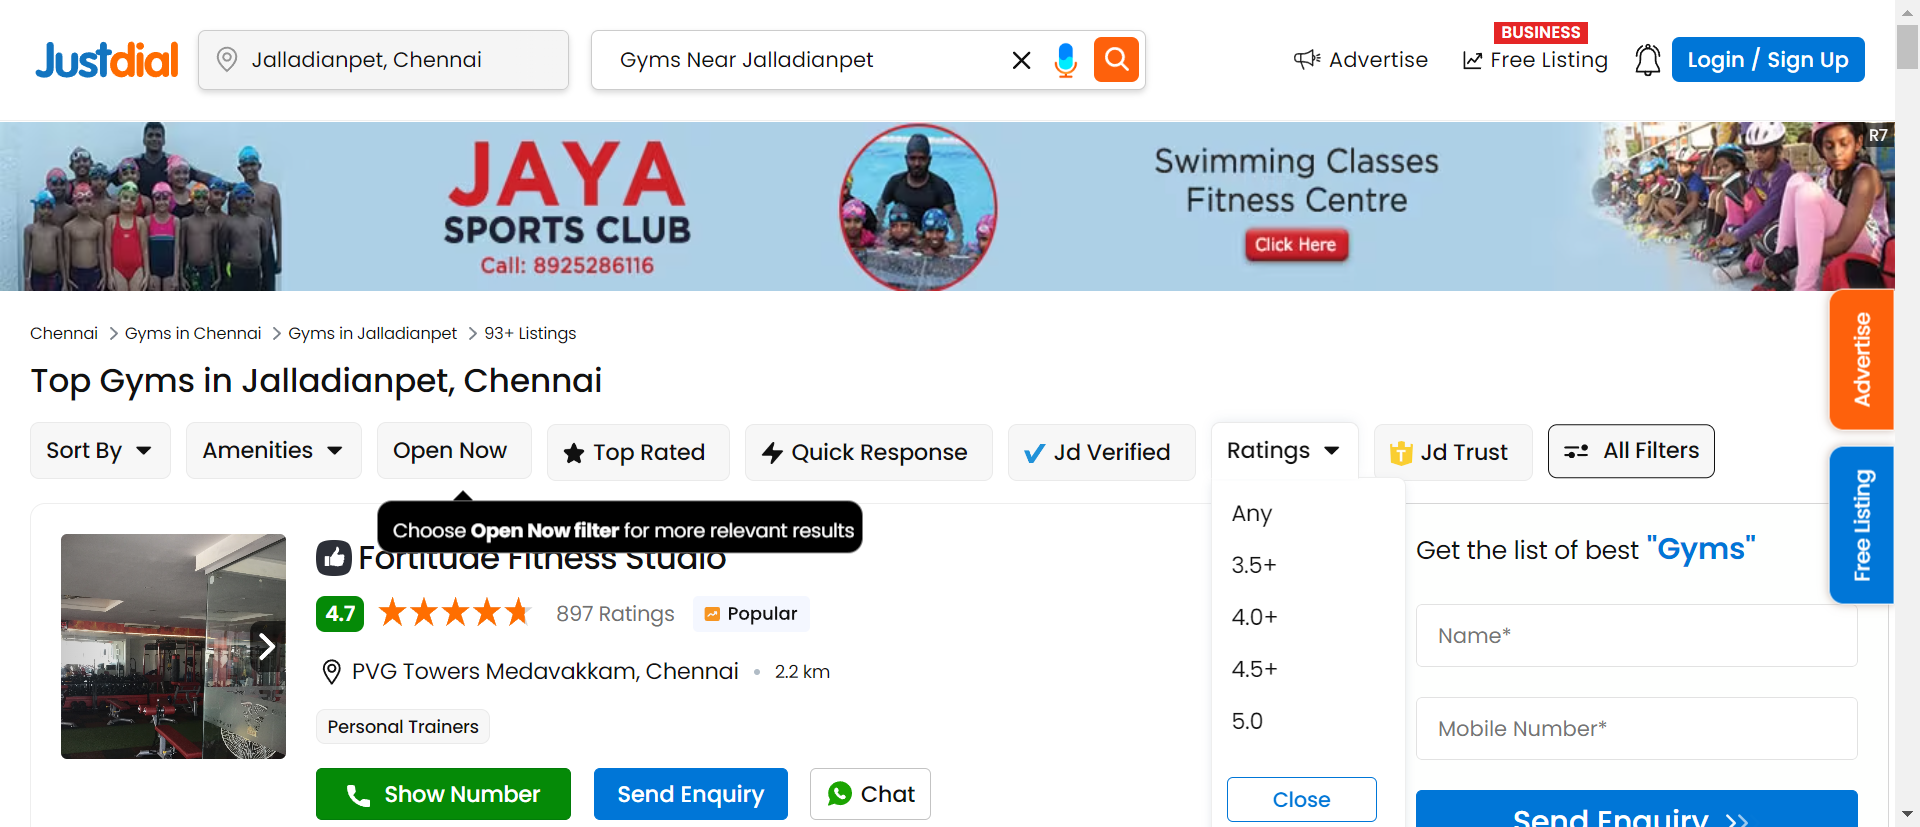 Justdial
Jalladianpet, Chennai
Gyms Near Jalladianpet
Advertise
BUSINESS
Free Listing
Login / Sign Up
JAYA
SPORTS CLUB
Call: 8925286116
Swimming Classes
Fitness Centre
Click Here
R7
Chennai > Gyms in Chennai > Gyms in Jalladianpet > 93+ Listings
Top Gyms in Jalladianpet, Chennai
Sort By
Amenities
Open Now
Top Rated
Quick Response
Jd Verified
Ratings
T Jd Trust
All Filters
Advertise
Free Listing
Choose Open Now filter for more relevant results
Fortitude Fitness Studio
4.7
897 Ratings
Popular
PVG Towers Medavakkam, Chennai • 2.2 km
Personal Trainers
Show Number
Send Enquiry
Chat
Any
3.5+
4.0+
4.5+
5.0
Close
Get the list of best "Gyms"
Name*
Mobile Number*
Send Enquiry >>